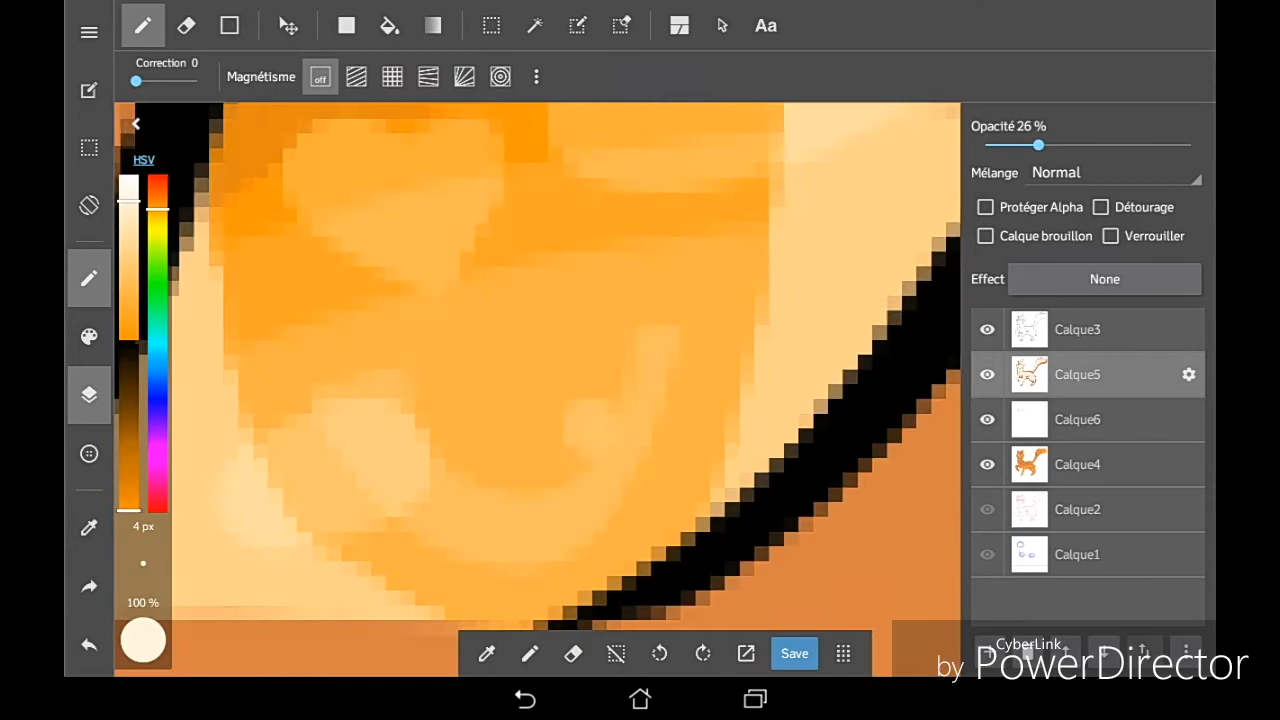 Aa
Correction 0
Magnétisme
off
HSV
4 px
100 %
Opacité 26 %
Mélange Normal
Protéger Alpha Détourage
Calque brouillon Verrouiller
Effect None
Calque3
Calque5
Calque6
Calque4
Calque2
Calque1
Save
CyberLink
by PowerDirector